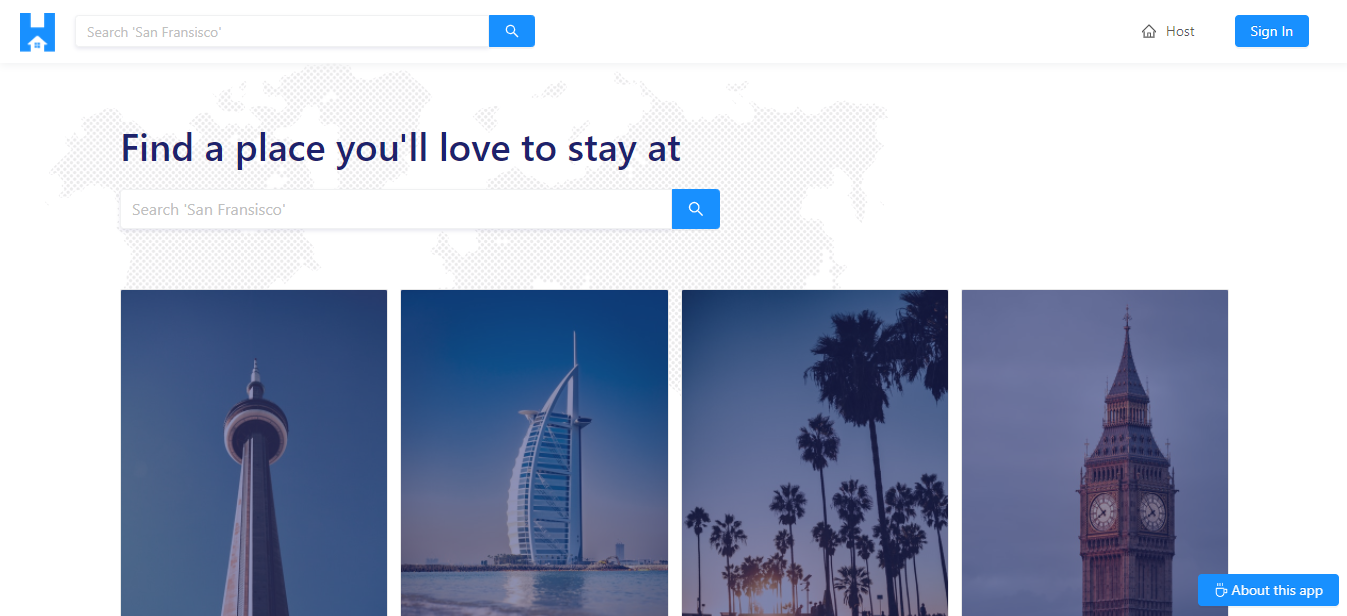 Search 'San Fransisco'
Host
Sign In
Find a place you'll love to stay at
Search 'San Fransisco'
About this app